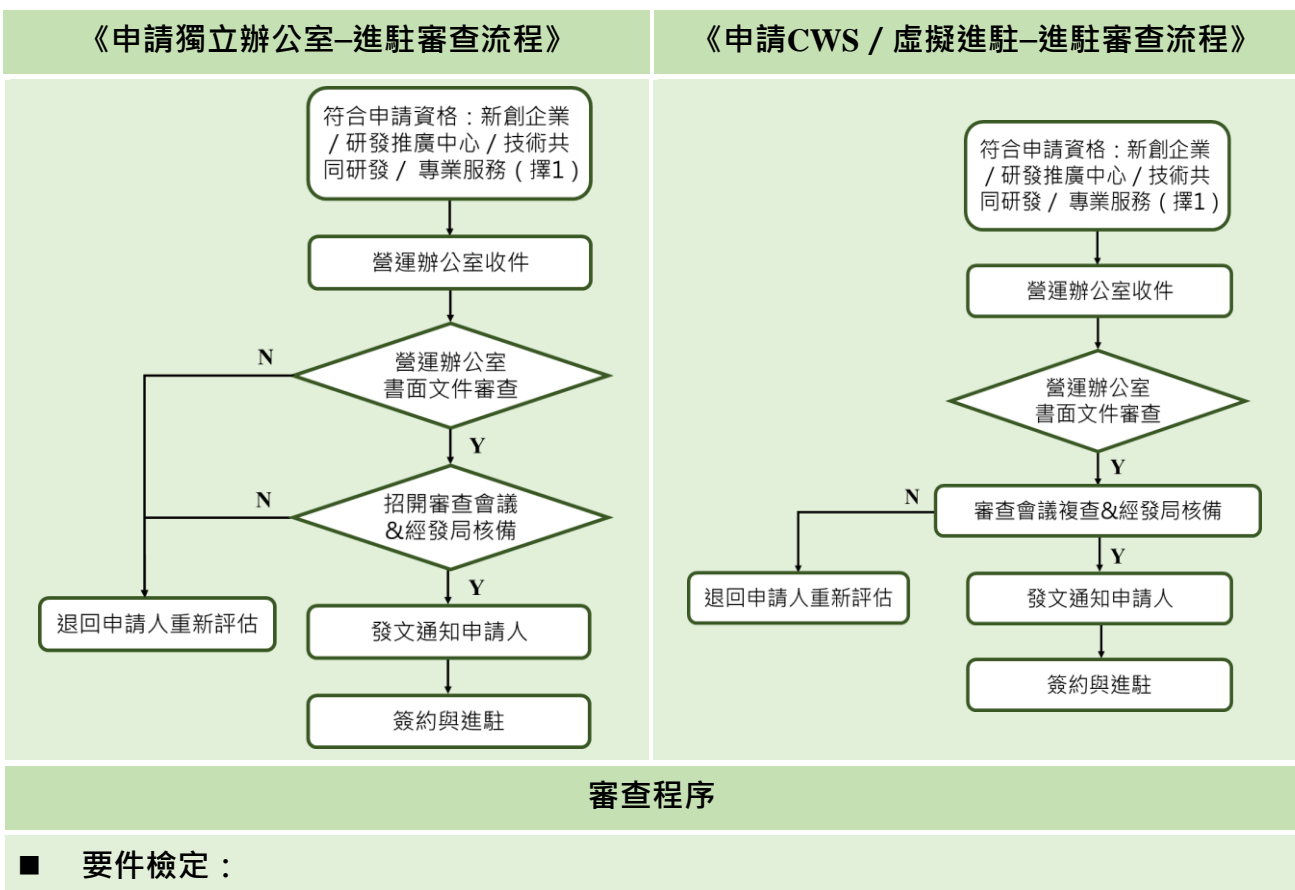 《申請獨立辦公室–進駐審查流程》
符合申請資格：新創企業
／研發推廣中心／技術共
同研發／ 專業服務（擇1）
營運辦公室收件
N
營運辦公室
書面文件審查
Y
N
招開審查會議
&經發局核備
Y
退回申請人重新評估
發文通知申請人
簽約與進駐
《申請CWS／虛擬進駐–進駐審查流程》
符合申請資格：新創企業
／研發推廣中心／技術共
同研發／ 專業服務（擇1）
營運辦公室收件
營運辦公室
書面文件審查
Y
N
審查會議複查&經發局核備
Y
退回申請人重新評估
發文通知申請人
簽約與進駐
審查程序
■ 要件檢定：